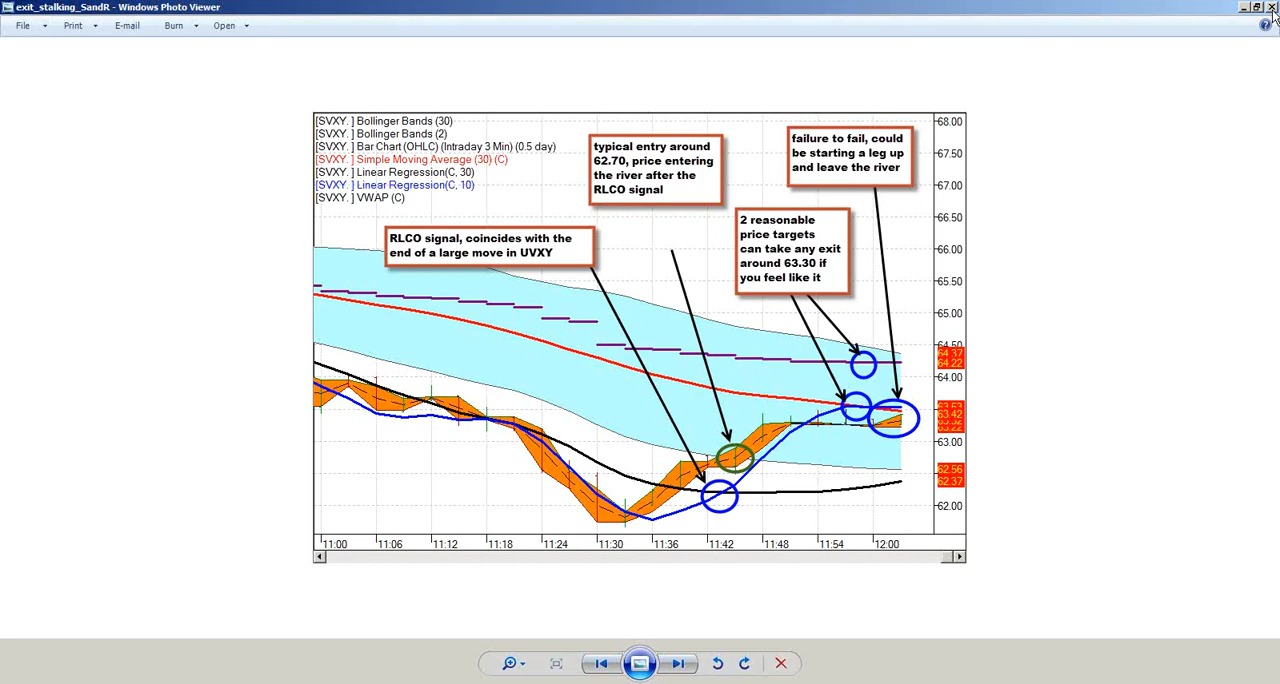 exit_stalking_SandR - Windows Photo Viewer
File Print E-mail Burn Open
[SVXY. ] Bollinger Bands (30)
[SVXY. ] Bollinger Bands (2)
[SVXY. ] Bar Chart (OHLC) (Intraday 3 Min) (0.5 day)
[SVXY. ] Simple Moving Average (30) (C)
[SVXY. ] Linear Regression(C, 30)
[SVXY. ] Linear Regression(C, 10)
[SVXY. ] VWAP (C)
RLCO signal, coincides with the
end of a large move in UVXY
typical entry around
62.70, price entering
the river after the
RLCO signal
2 reasonable
price targets
can take any exit
around 63.30 if
you feel like it
failure to fail, could
be starting a leg up
and leave the river
68.00
67.50
67.00
66.50
66.00
65.50
65.00
64.50
64.37
64.22
64.00
63.42
63.22
63.00
62.56
62.37
62.00
11:00 11:06 11:12 11:18 11:24 11:30 11:36 11:42 11:48 11:54 12:00